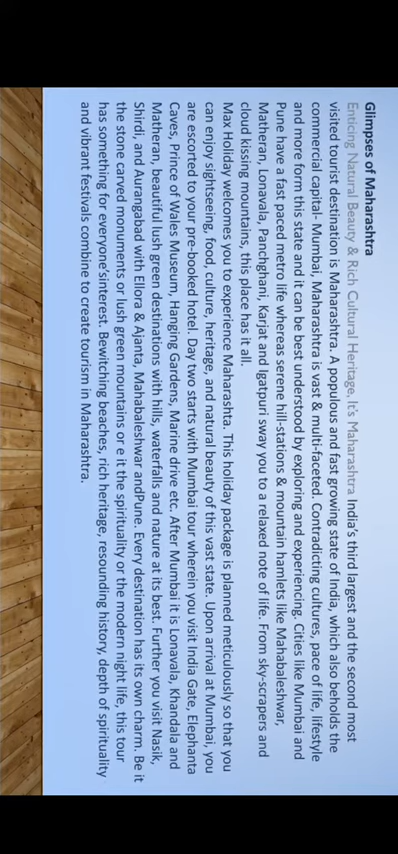 Glimpses of Maharashtra
Enticing Natural Beauty & Rich Cultural Heritage, It's Maharashtra India's third largest and the second most
visited tourist destination is Maharashtra. A populous and fast growing state of India, which also beholds the
commercial capital- Mumbai, Maharashtra is vast & multi-faceted. Contradicting cultures, pace of life, lifestyle
and more form this state and it can be best understood by exploring and experiencing. Cities like Mumbai and
Pune have a fast paced metro life whereas serene hill-stations & mountain hamlets like Mahabaleshwar,
Matheran, Lonavala, Panchghani, Karjat and Igatpuri sway you to a relaxed note of life. From sky-scrapers and
cloud kissing mountains, this place has it all.
Max Holiday welcomes you to experience Maharashta. This holiday package is planned meticulously so that you
can enjoy sightseeing, food, culture, heritage, and natural beauty of this vast state. Upon arrival at Mumbai, you
are escorted to your pre-booked hotel. Day two starts with Mumbai tour wherein you visit India Gate, Elephanta
Caves, Prince of Wales Museum, Hanging Gardens, Marine drive etc. After Mumbai it is Lonavala, Khandala and
Matheran, beautiful lush green destinations with hills, waterfalls and nature at its best. Further you visit Nasik,
Shirdi, and Aurangabad with Ellora & Ajanta, Mahabaleshwar andPune. Every destination has its own charm. Be it
the stone carved monuments or lush green mountains or e it the spirituality or the modern night life, this tour
has something for everyone'sinterest. Bewitching beaches, rich heritage, resounding history, depth of spirituality
and vibrant festivals combine to create tourism in Maharashtra.